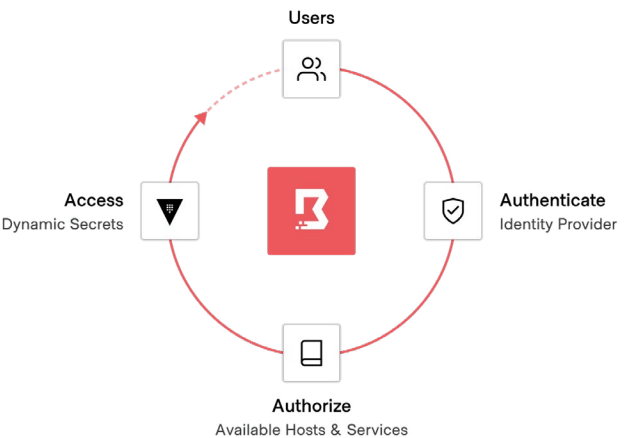 Users
Access
Dynamic Secrets
Authenticate
Identity Provider
Authorize
Available Hosts & Services